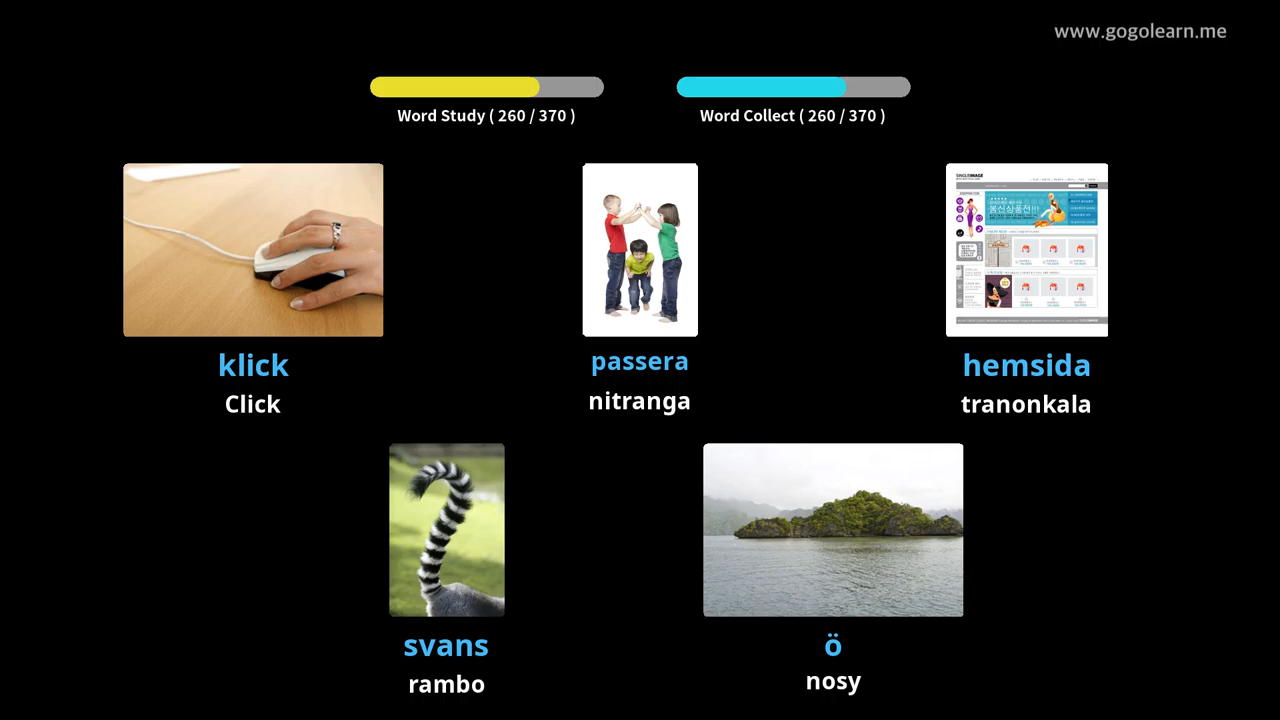 www.gogolearn.me
Word Study ( 260 / 370 )
Word Collect ( 260 / 370 )
klick
Click
passera
nitranga
hemsida
tranonkala
svans
rambo
ö
nosy